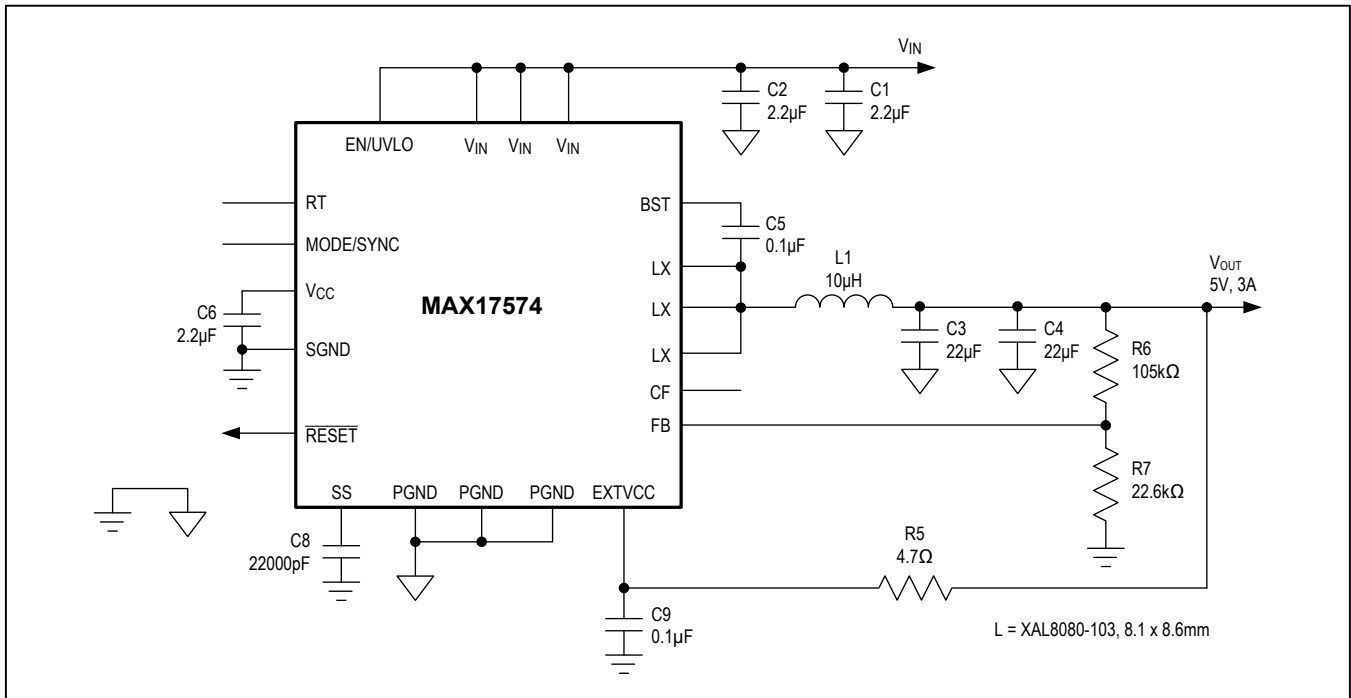 VIN
C2
2.2µF
C1
2.2µF
EN/UVLO
VIN
VIN
VIN
RT
MODE/SYNC
VCC
C6
2.2µF
SGND
RESET
MAX17574
BST
C5
0.1µF
LX
LX
LX
CF
FB
L1
10µH
C3
22µF
C4
22µF
VOUT
5V, 3A
R6
105kΩ
R7
22.6kΩ
SS
PGND
PGND
PGND
EXTVCC
C8
22000pF
R5
4.7Ω
C9
0.1µF
L = XAL8080-103, 8.1 x 8.6mm